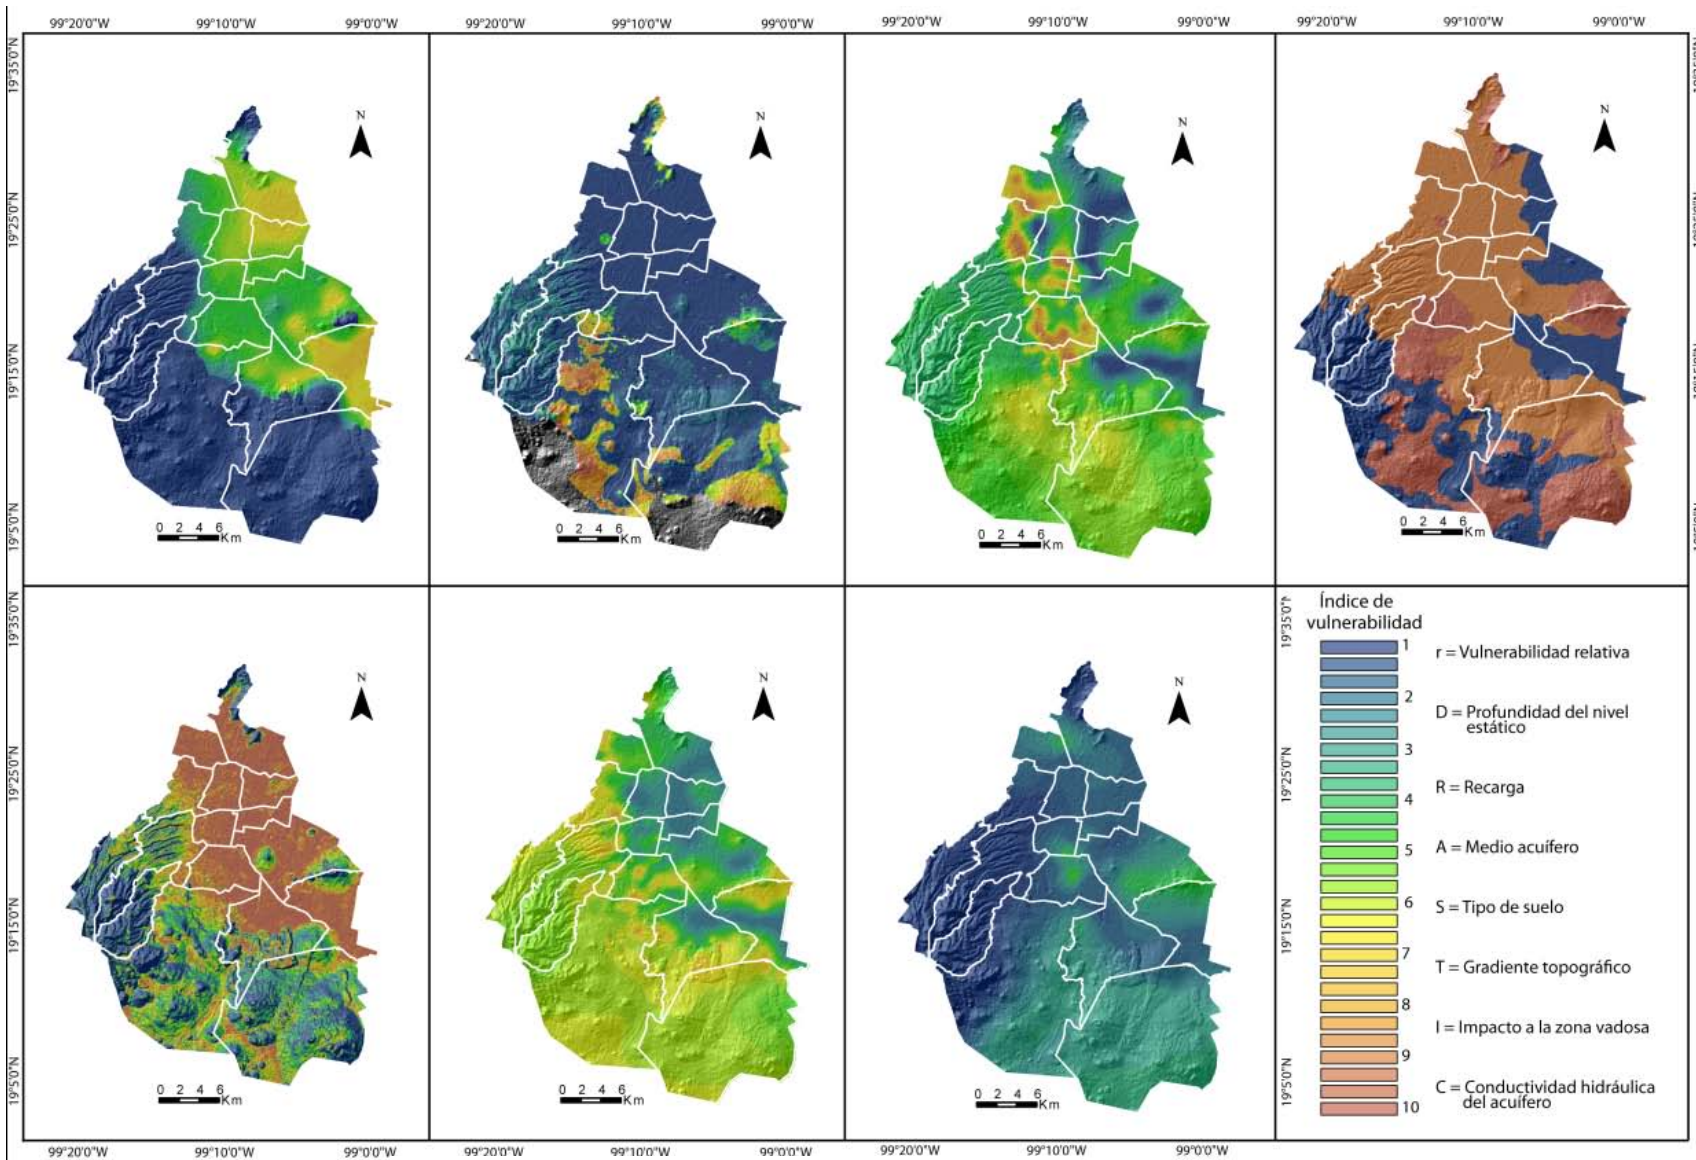 99°20'0"W 99°10'0"W 99°0'0"W 99°20'0"W 99°10'0"W 99°0'0"W 99°10'0"W 99°0'0"W 99°20'0"W 99°10'0"W 99°0'0"W
19°35'0"N
19°25'0"N
19°15'0"N
19°5'0"N
N
N
N
N
0 2 4 6
Km
0 2 4 6
Km
0 2 4 6
Km
0 2 4 6
Km
19°35'0"N
19°25'0"N
19°15'0"N
19°5'0"N
N
N
N
0 2 4 6
Km
0 2 4 6
Km
0 2 4 6
Km
19°35'0"N
19°25'0"N
19°15'0"N
19°5'0"N
Índice de
vulnerabilidad
1
2
3
4
5
6
7
8
9
10
r = Vulnerabilidad relativa
D = Profundidad del nivel
estático
R = Recarga
A = Medio acuífero
S = Tipo de suelo
T = Gradiente topográfico
I = Impacto a la zona vadosa
C = Conductividad hidráulica
del acuífero
99°20'0"W 99°10'0"W 99°0'0"W 99°20'0"W 99°10'0"W 99°0'0"W 99°20'0"W 99°10'0"W 99°0'0"W 99°20'0"W 99°10'0"W 99°0'0"W